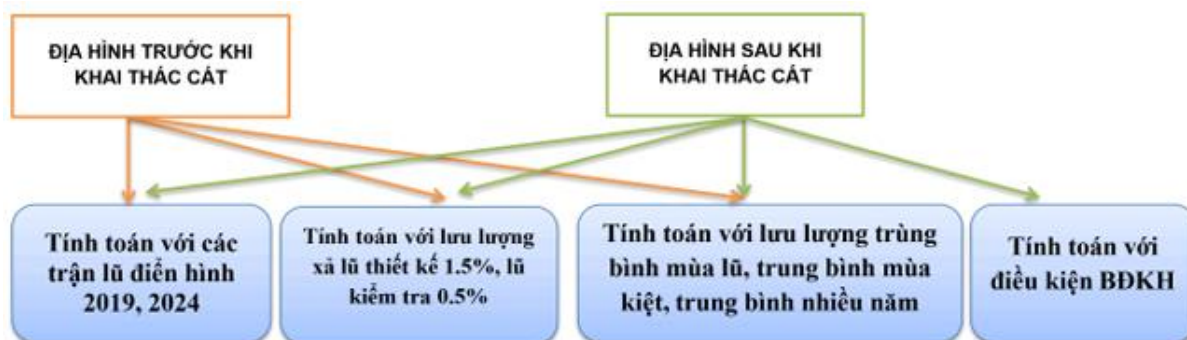 ĐỊA HÌNH TRƯỚC KHI
KHAI THÁC CÁT
ĐỊA HÌNH SAU KHI
KHAI THÁC CÁT
Tính toán với các
trận lũ điển hình
2019, 2024
Tính toán với lưu lượng
xả lũ thiết kế 1.5%, lũ
kiểm tra 0.5%
Tính toán với lưu lượng trùng
bình mùa lũ, trung bình mùa
kiệt, trung bình nhiều năm
Tính toán với
điều kiện BĐKH